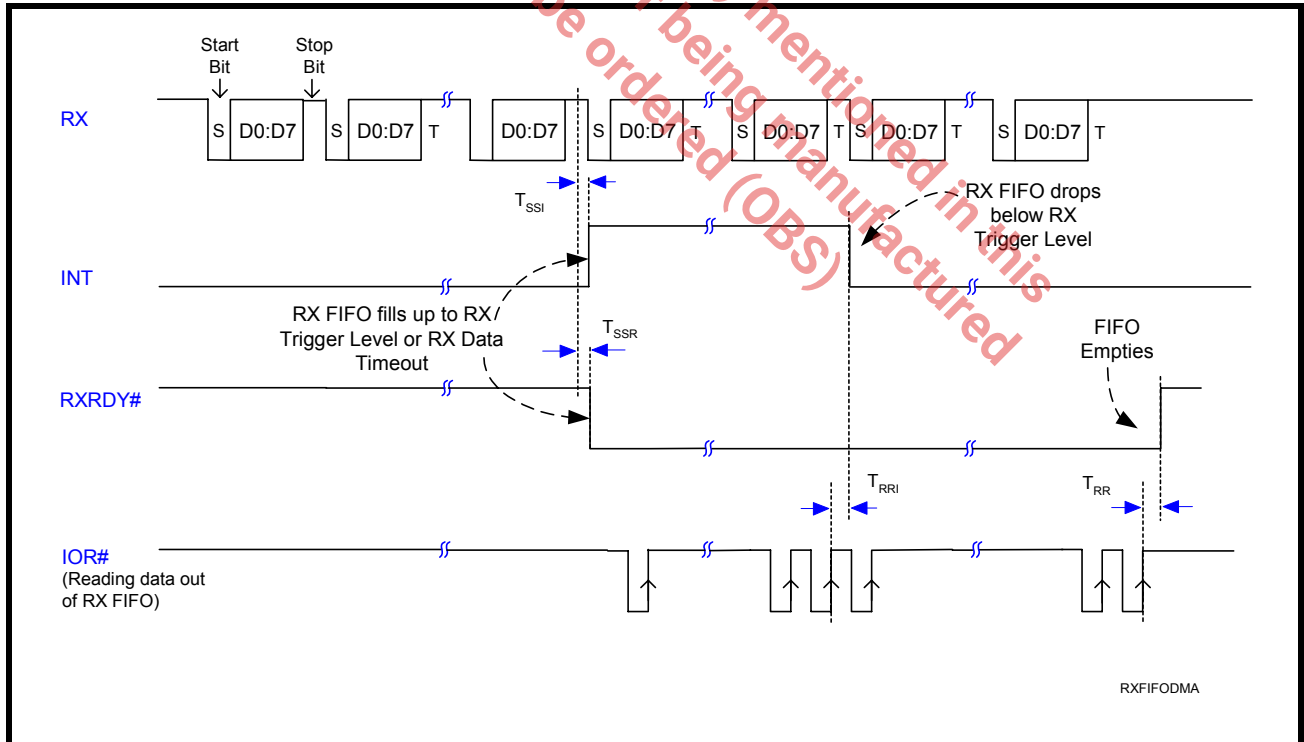 mentioned in this
being manufactured
be ordered (OBS)
Start
Bit
Stop
Bit
RX
S D0:D7 S D0:D7 T D0:D7 S D0:D7 T S D0:D7 T S D0:D7 T S D0:D7 T
TSSI
RX FIFO drops
below RX
Trigger Level
INT
RX FIFO fills up to RX
Trigger Level or RX Data
Timeout
TSSR
FIFO
Empties
RXRDY#
TRRI
TRR
IOR#
(Reading data out
of RX FIFO)
RXFIFODMA